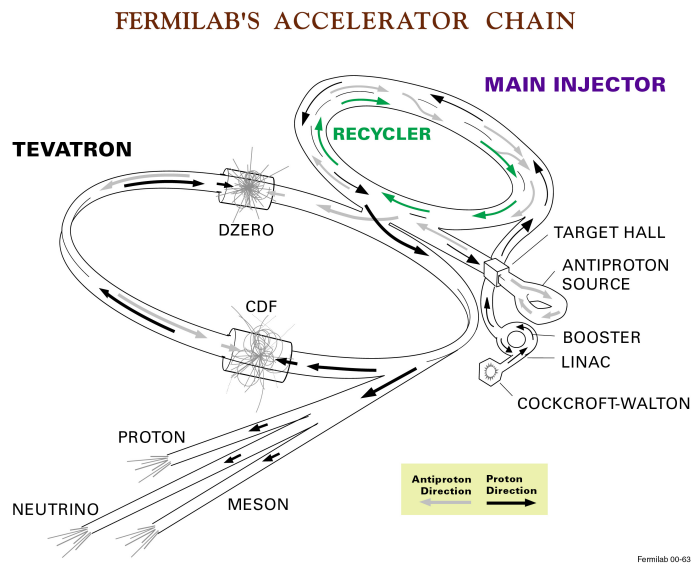 FERMILAB'S ACCELERATOR CHAIN
MAIN INJECTOR
RECYCLER
TEVATRON
DZERO
TARGET HALL
ANTIPROTON
SOURCE
CDF
BOOSTER
LINAC
COCKCROFT-WALTON
PROTON
NEUTRINO
MESON
Antiproton
Direction
Proton
Direction
Fermilab 00-63